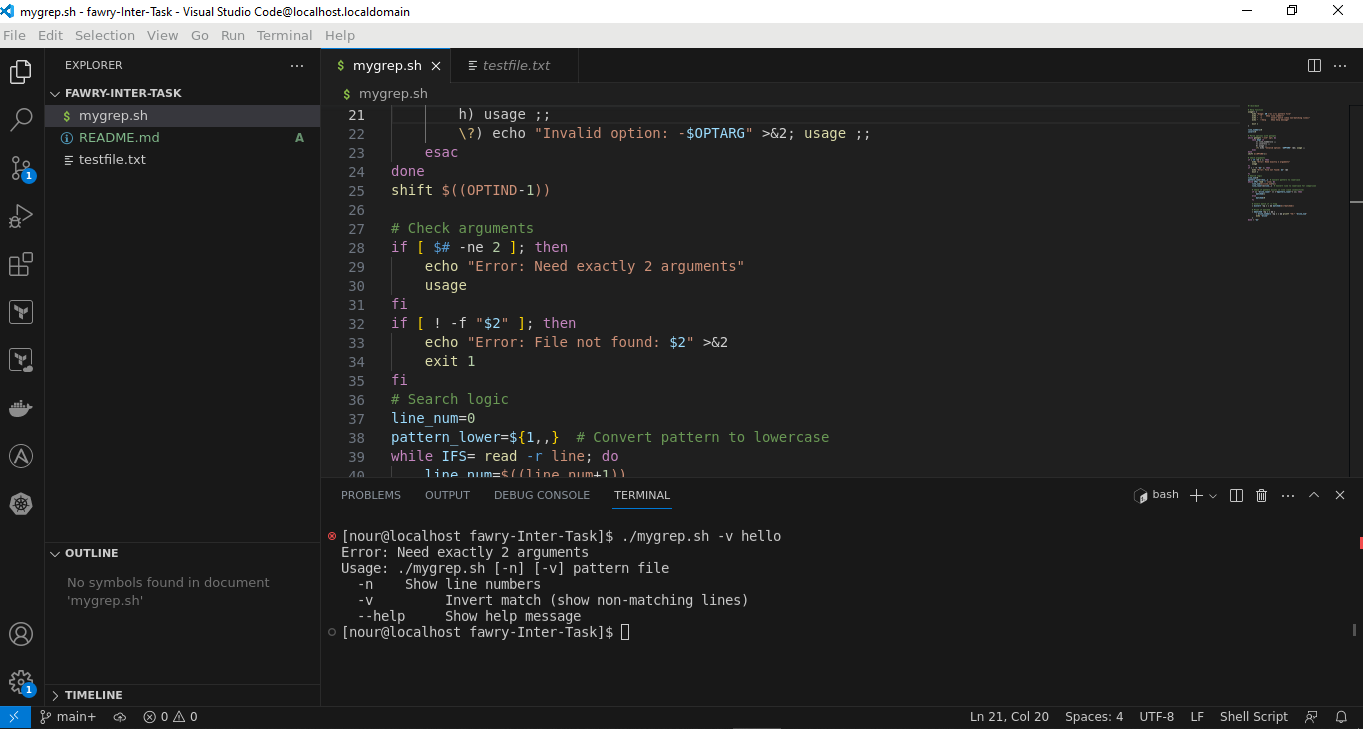 mygrep.sh - fawry-Inter-Task - Visual Studio Code@localhost.localdomain
File Edit Selection View Go Run Terminal Help
EXPLORER
FAWRY-INTER-TASK
$ mygrep.sh
README.md A
testfile.txt
1
1
OUTLINE
No symbols found in document
'mygrep.sh'
TIMELINE
$ mygrep.sh testfile.txt
$ mygrep.sh
21 h) usage ;;
22 \?) echo "Invalid option: -$OPTARG" >&2; usage ;;
23 esac
24 done
25 shift $((OPTIND-1))
26
27 # Check arguments
28 if [ $# -ne 2 ]; then
29 echo "Error: Need exactly 2 arguments"
30 usage
31 fi
32 if [ ! -f "$2" ]; then
33 echo "Error: File not found: $2" >&2
34 exit 1
35 fi
36 # Search logic
37 line_num=0
38 pattern_lower=${1,,} # Convert pattern to lowercase
39 while IFS= read -r line; do
40 line_num=$((line_num+1))
PROBLEMS OUTPUT DEBUG CONSOLE TERMINAL bash
[nour@localhost fawry-Inter-Task]$ ./mygrep.sh -v hello
Error: Need exactly 2 arguments
Usage: ./mygrep.sh [-n] [-v] pattern file
-n Show line numbers
-v Invert match (show non-matching lines)
--help Show help message
[nour@localhost fawry-Inter-Task]$
main+ 0 0 Ln 21, Col 20 Spaces: 4 UTF-8 LF Shell Script